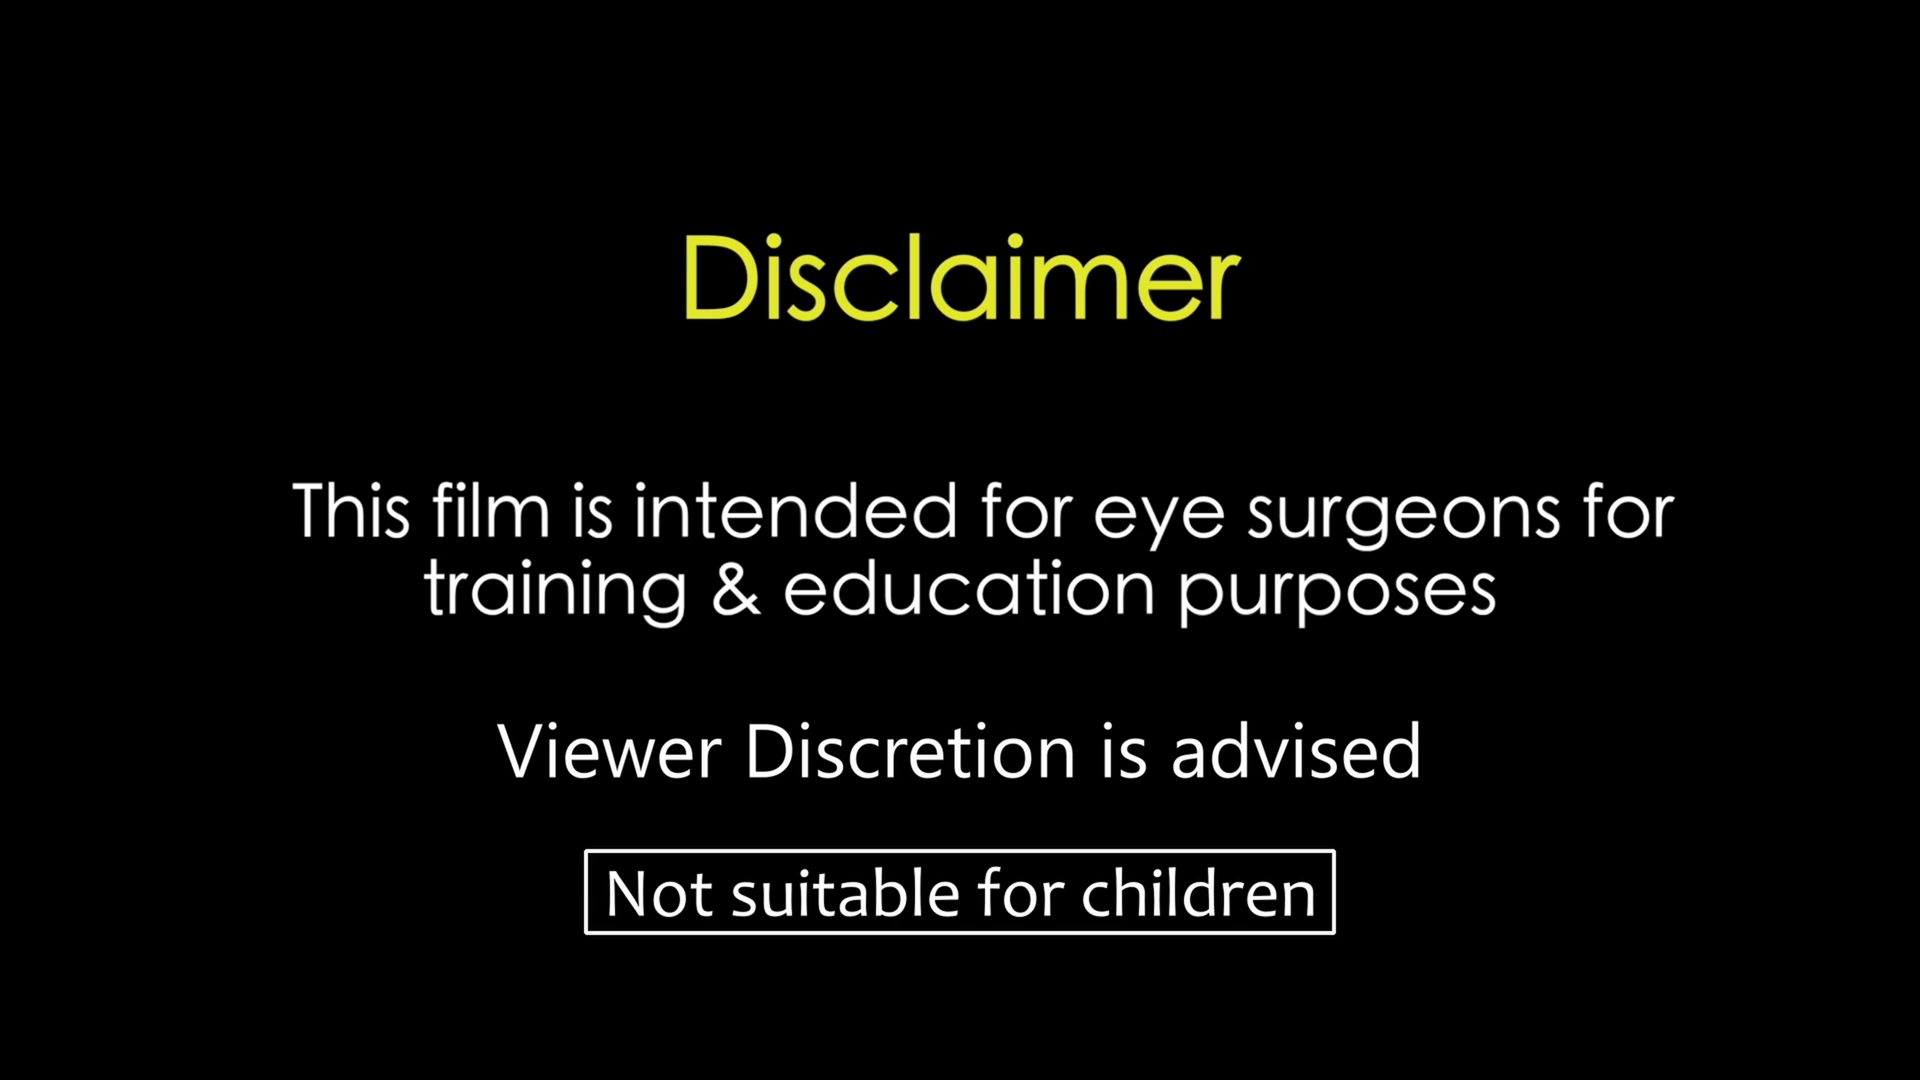 Disclaimer
This film is intended for eye surgeons for
training & education purposes
Viewer Discretion is advised
Not suitable for children